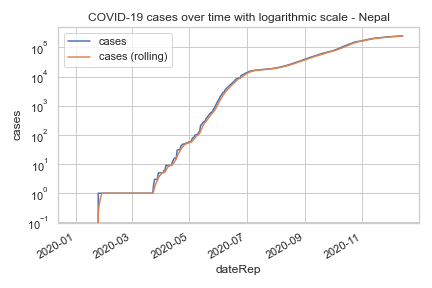 COVID-19 cases over time with logarithmic scale - Nepal
cases
cases (rolling)
10^5
10^4
10^3
10^2
10^1
10^0
10^−1
cases
2020-01
2020-03
2020-05
2020-07
2020-09
2020-11
dateRep